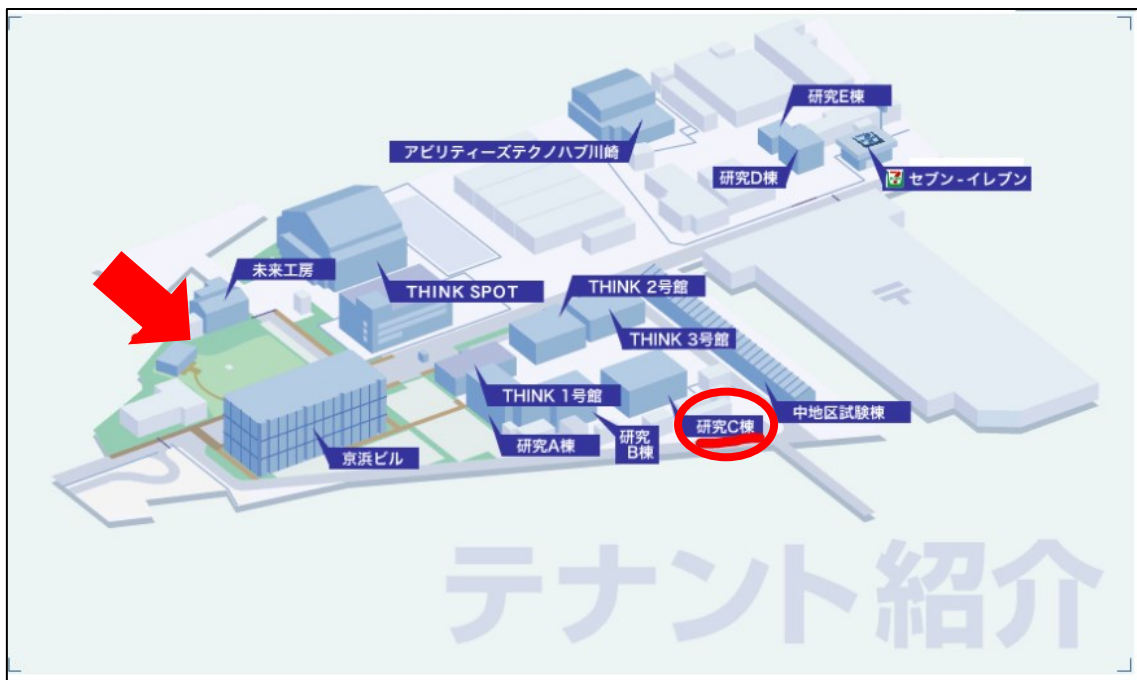 研究E棟
アビリティーズテクノハブ川崎
研究D棟
セブン-イレブン
未来工房
THINK SPOT
THINK 2号館
THINK 3号館
THINK 1号館
中地区試験棟
研究C棟
研究A棟
研究
B棟
京浜ビル
テナント紹介